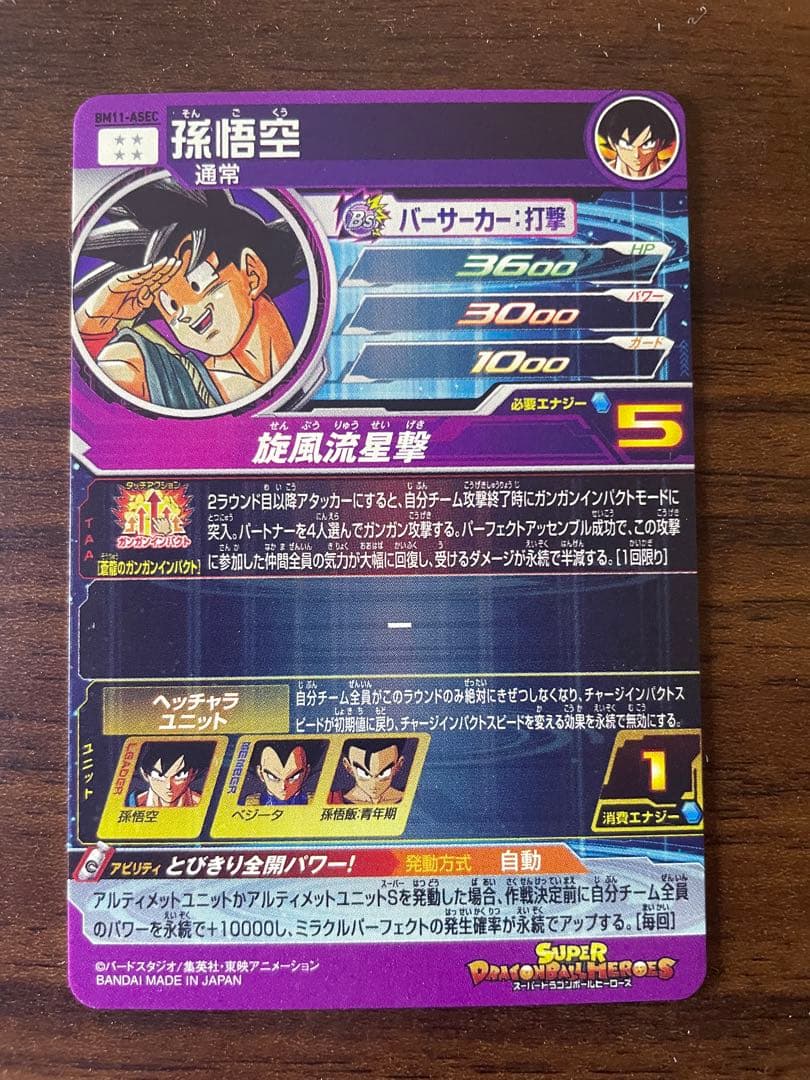 BM11-ASEC
そんごくう
孫悟空
通常
Bs バーサーカー:打撃
HP
3600
パワー
3000
ガード
1000
必要エナジー 5
せんぷうりゅうせいげき
旋風流星撃
TAA
タッチアクション
ガンガンインパクト
[蒼龍のガンガンインパクト]
2ラウンド目以降アタッカーにすると、自分チーム攻撃終了時にガンガンインパクトモードに
突入。パートナーを4人選んでガンガン攻撃する。パーフェクトアッセンブル成功で、この攻撃
に参加した仲間全員の気力が大幅に回復し、受けるダメージが永続で半減する。[1回限り]
ー
ユニット
ヘッチャラ
ユニット
自分チーム全員がこのラウンドのみ絶対にきぜつしなくなり、チャージインパクトス
ピードが初期値に戻り、チャージインパクトスピードを変える効果を永続で無効にする。
LEADER
孫悟空
MEMBER
ベジータ
孫悟飯:青年期
1
消費エナジー
アビリティ とびきり全開パワー! 発動方式 自動
アルティメットユニットかアルティメットユニットSを発動した場合、作戦決定前に自分チーム全員
のパワーを永続で+10000し、ミラクルパーフェクトの発生確率が永続でアップする。[毎回]
©バードスタジオ/集英社・東映アニメーション
BANDAI MADE IN JAPAN
SUPER
DRAGONBALL HEROES
スーパードラゴンボールヒーローズ